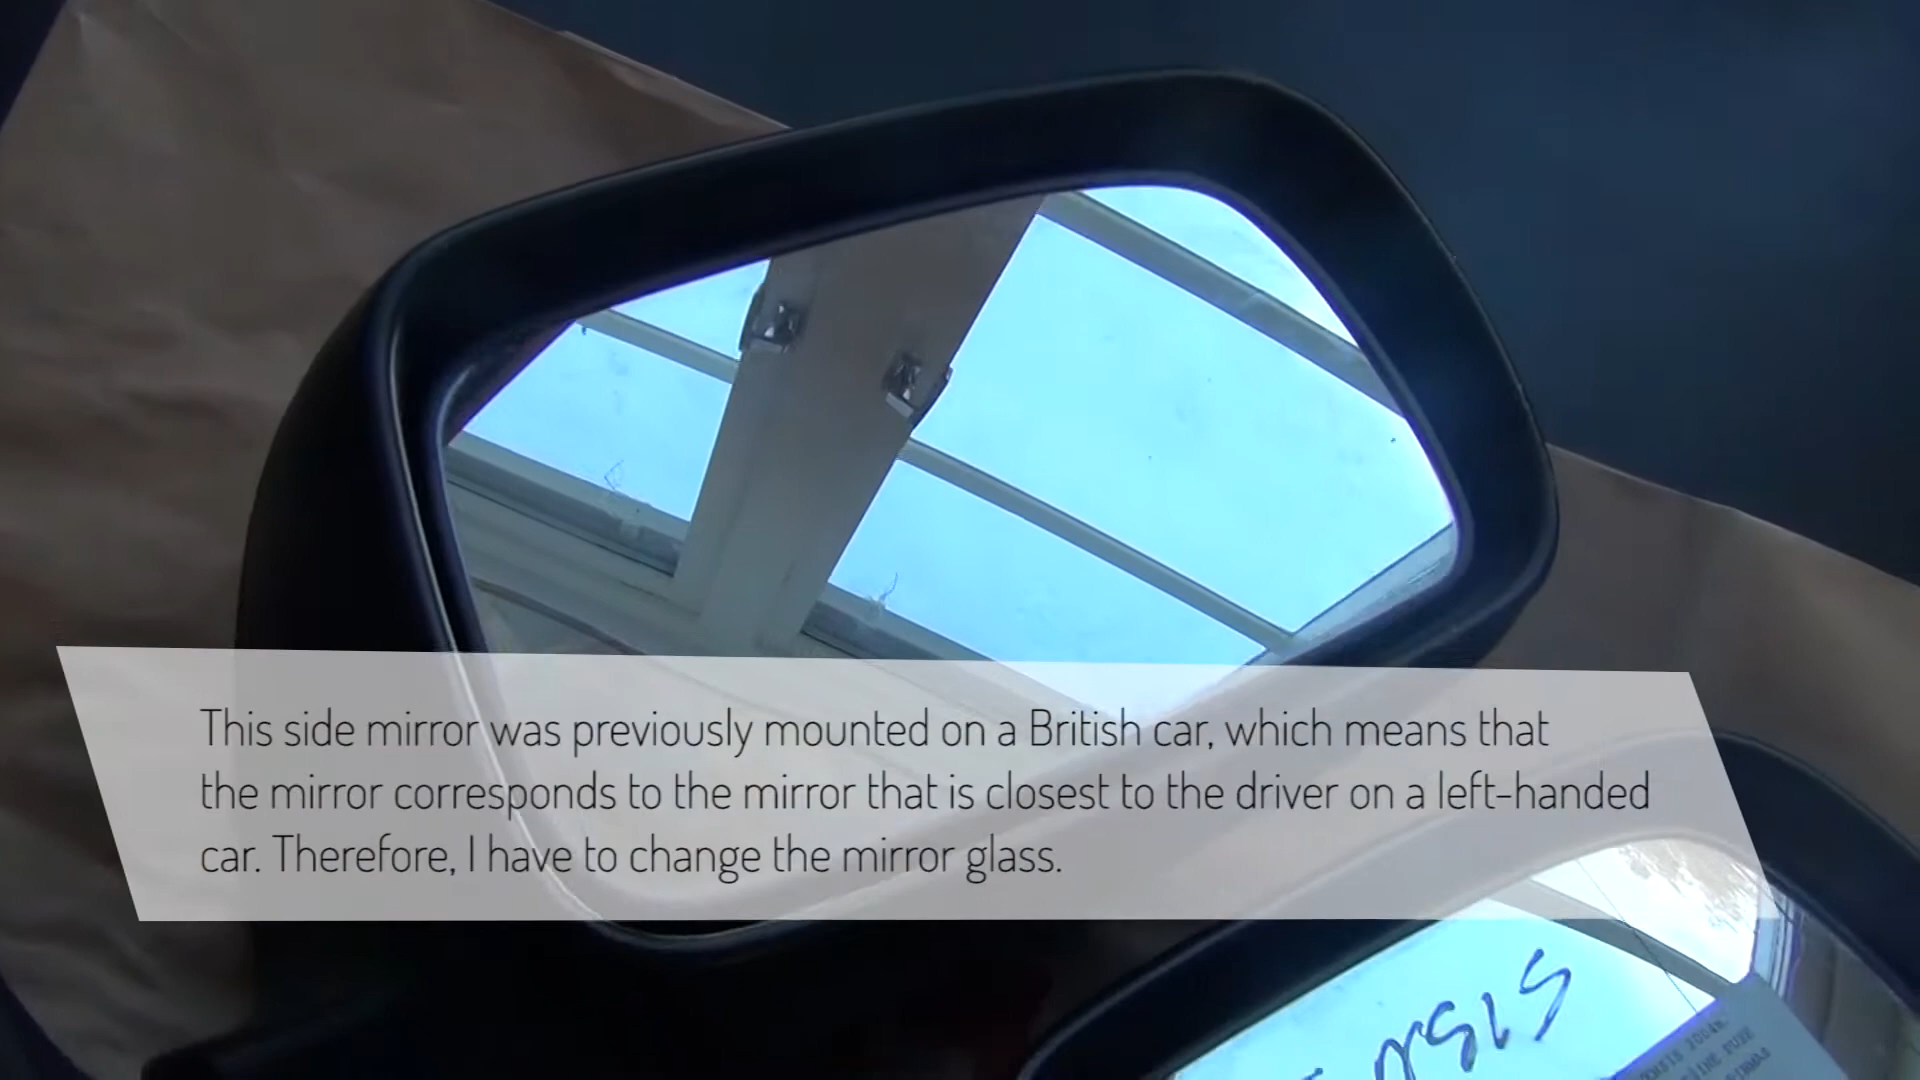 This side mirror was previously mounted on a British car, which means that
the mirror corresponds to the mirror that is closest to the driver on a left-handed
car. Therefore, I have to change the mirror glass.